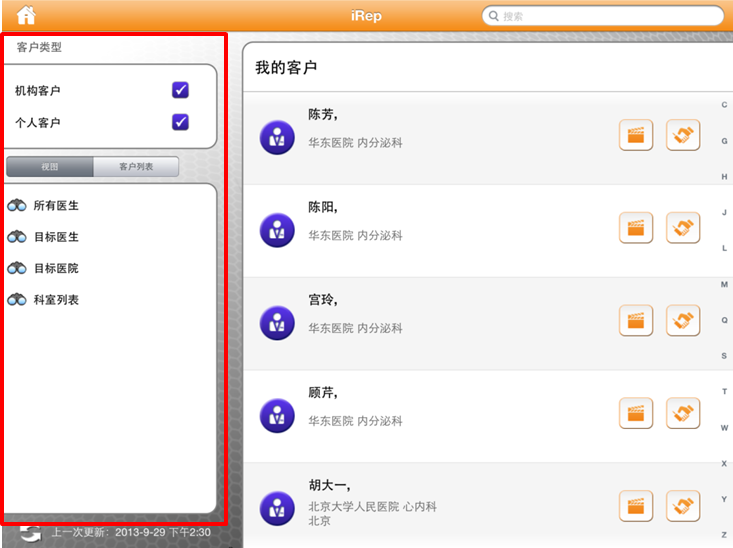 iRep
搜索
客户类型
机构客户
个人客户
视图
客户列表
所有医生
目标医生
目标医院
科室列表
上一次更新: 2013-9-29 下午2:30
我的客户
陈芳,
华东医院 内分泌科
陈阳,
华东医院 内分泌科
宫玲,
华东医院 内分泌科
顾芹,
华东医院 内分泌科
胡大一,
北京大学人民医院 心内科
北京
C
G
H
J
L
M
Q
S
T
W
X
Y
Z